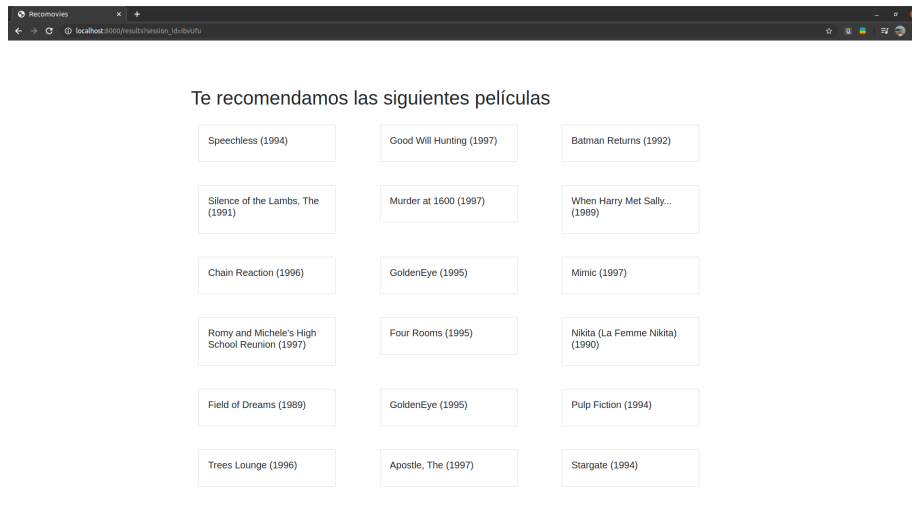 Recomovies
localhost:8000/results?session_id=IbvUfu
Te recomendamos las siguientes películas
Speechless (1994)
Good Will Hunting (1997)
Batman Returns (1992)
Silence of the Lambs, The
(1991)
Murder at 1600 (1997)
When Harry Met Sally...
(1989)
Chain Reaction (1996)
GoldenEye (1995)
Mimic (1997)
Romy and Michele's High
School Reunion (1997)
Four Rooms (1995)
Nikita (La Femme Nikita)
(1990)
Field of Dreams (1989)
GoldenEye (1995)
Pulp Fiction (1994)
Trees Lounge (1996)
Apostle, The (1997)
Stargate (1994)